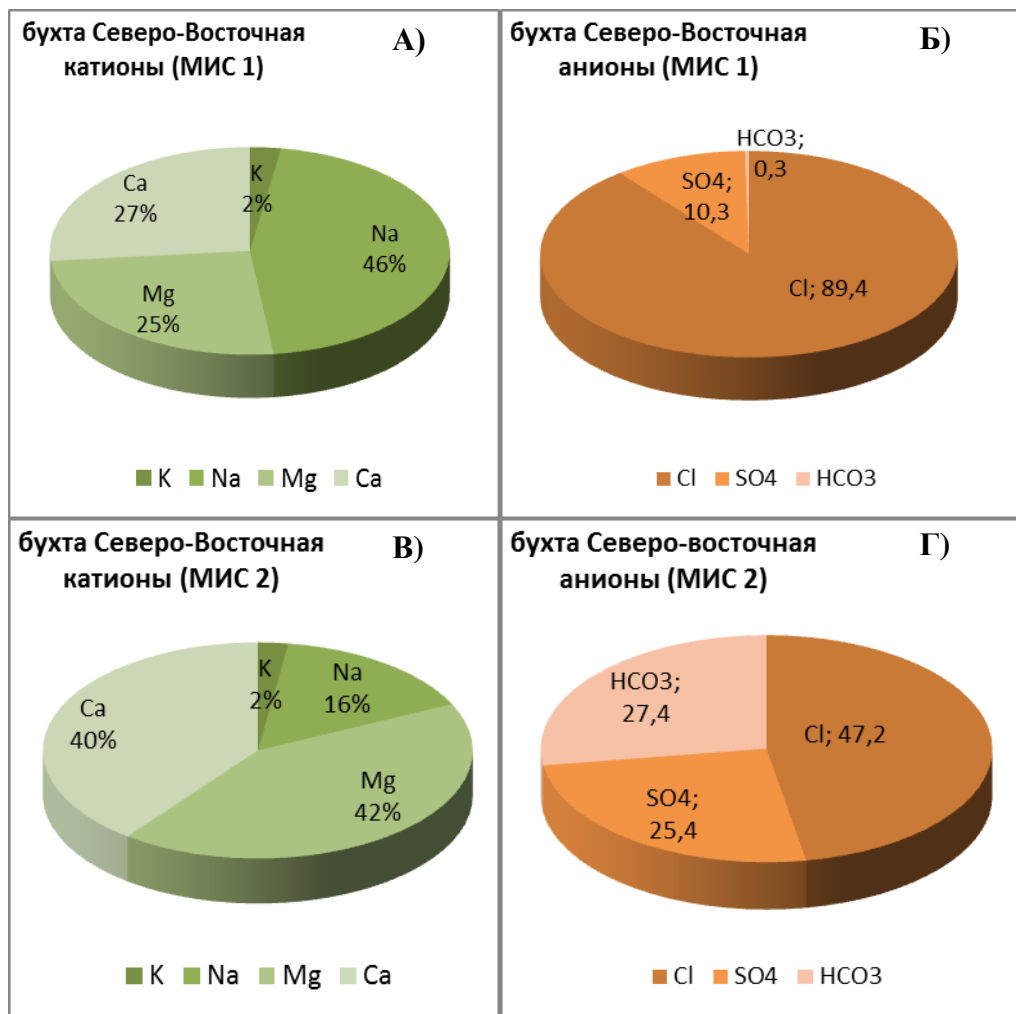 бухта Северо-Восточная
катионы (МИС 1)
А)
K
2%
Na
46%
Mg
25%
Ca
27%
K Na Mg Ca
бухта Северо-Восточная
анионы (МИС 1)
Б)
HCO3;
0,3
SO4;
10,3
Cl; 89,4
Cl SO4 HCO3
бухта Северо-Восточная
катионы (МИС 2)
В)
K
2%
Na
16%
Mg
42%
Ca
40%
K Na Mg Ca
бухта Северо-восточная
анионы (МИС 2)
Г)
HCO3;
27,4
Cl; 47,2
SO4;
25,4
Cl SO4 HCO3